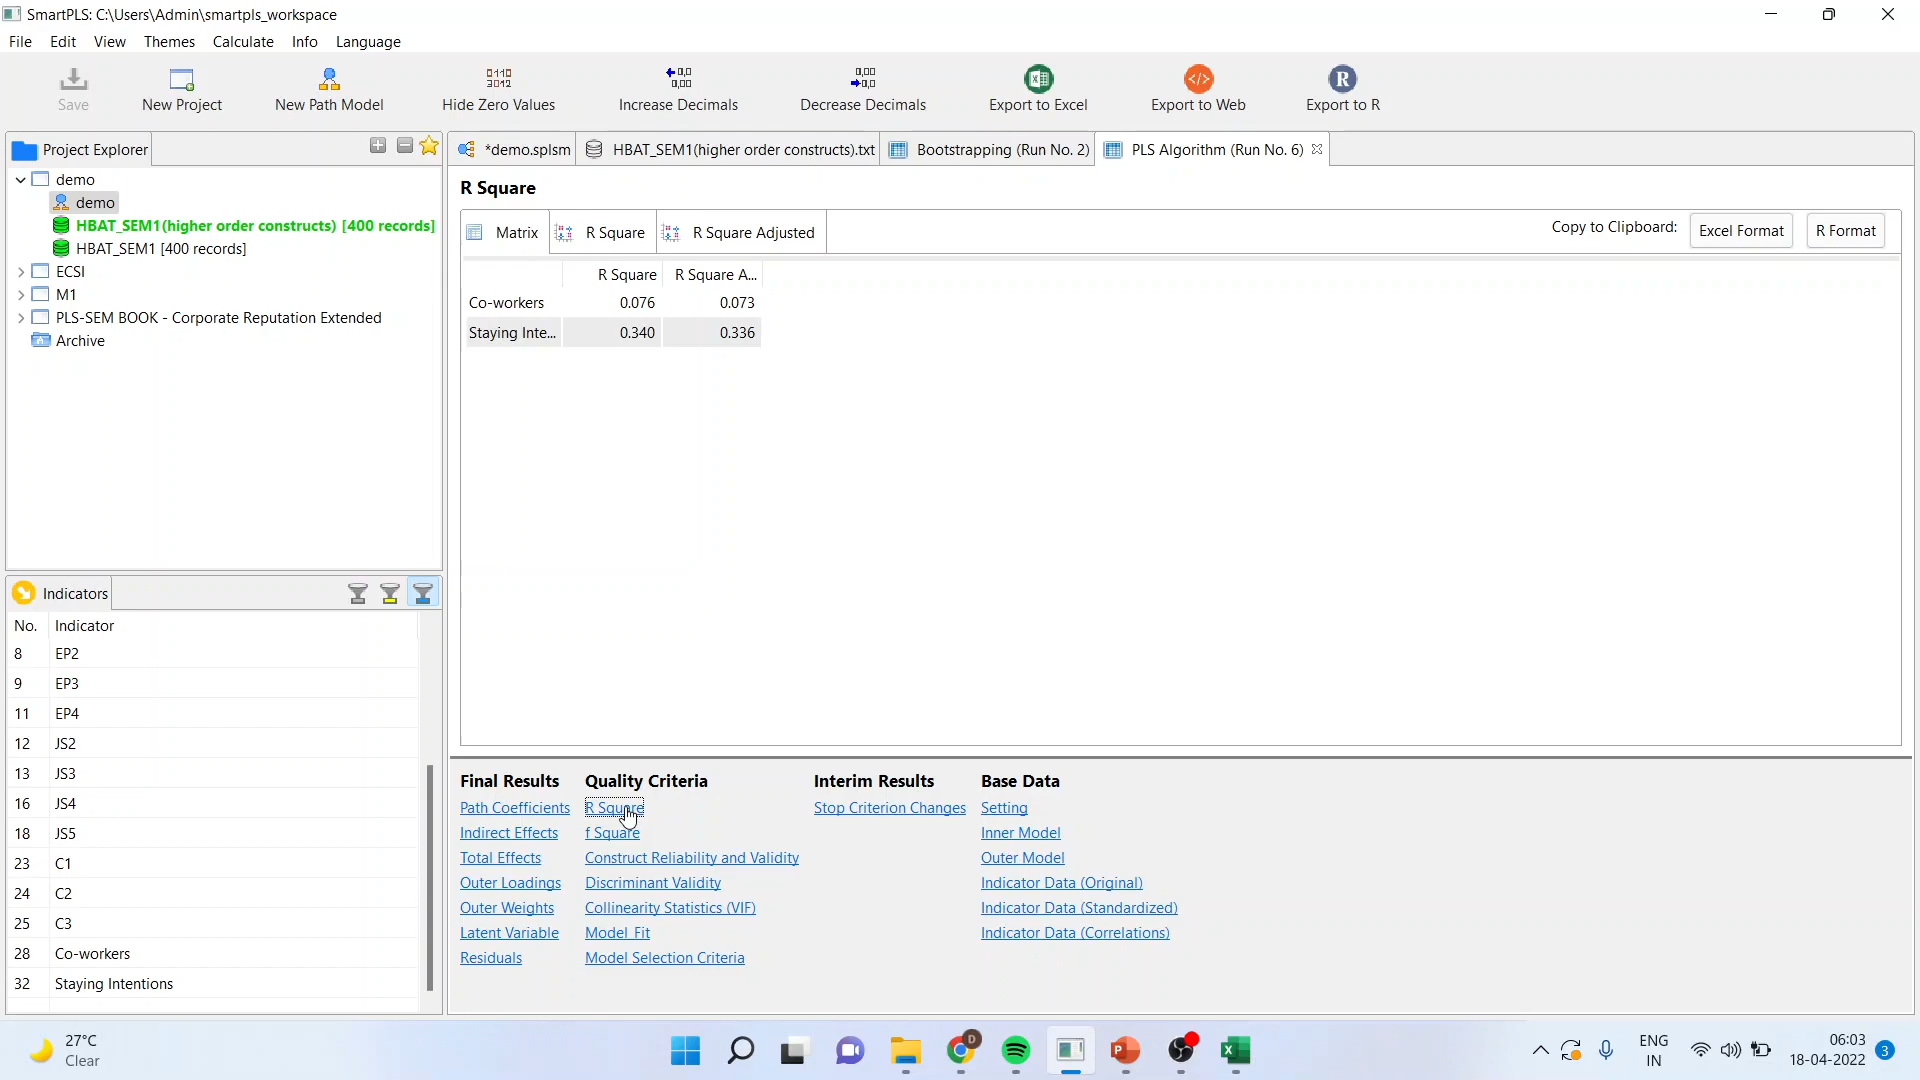 SmartPLS: C:\Users\Admin\smartpls_workspace
File Edit View Themes Calculate Info Language
Save New Project New Path Model Hide Zero Values Increase Decimals Decrease Decimals Export to Excel Export to Web Export to R
Project Explorer
demo
demo
HBAT_SEM1(higher order constructs) [400 records]
HBAT_SEM1 [400 records]
ECSI
M1
PLS-SEM BOOK - Corporate Reputation Extended
Archive
*demo.splsm HBAT_SEM1(higher order constructs).txt Bootstrapping (Run No. 2) PLS Algorithm (Run No. 6)
R Square
Matrix R Square R Square Adjusted Copy to Clipboard: Excel Format R Format
R Square R Square A...
Co-workers 0.076 0.073
Staying Inte... 0.340 0.336
Indicators
No. Indicator
8 EP2
9 EP3
11 EP4
12 JS2
13 JS3
16 JS4
18 JS5
23 C1
24 C2
25 C3
28 Co-workers
32 Staying Intentions
Final Results Quality Criteria Interim Results Base Data
Path Coefficients R Square Stop Criterion Changes Setting
Indirect Effects f Square Inner Model
Total Effects Construct Reliability and Validity Outer Model
Outer Loadings Discriminant Validity Indicator Data (Original)
Outer Weights Collinearity Statistics (VIF) Indicator Data (Standardized)
Latent Variable Model_Fit Indicator Data (Correlations)
Residuals Model Selection Criteria
27°C
Clear
ENG
IN
06:03
18-04-2022 3